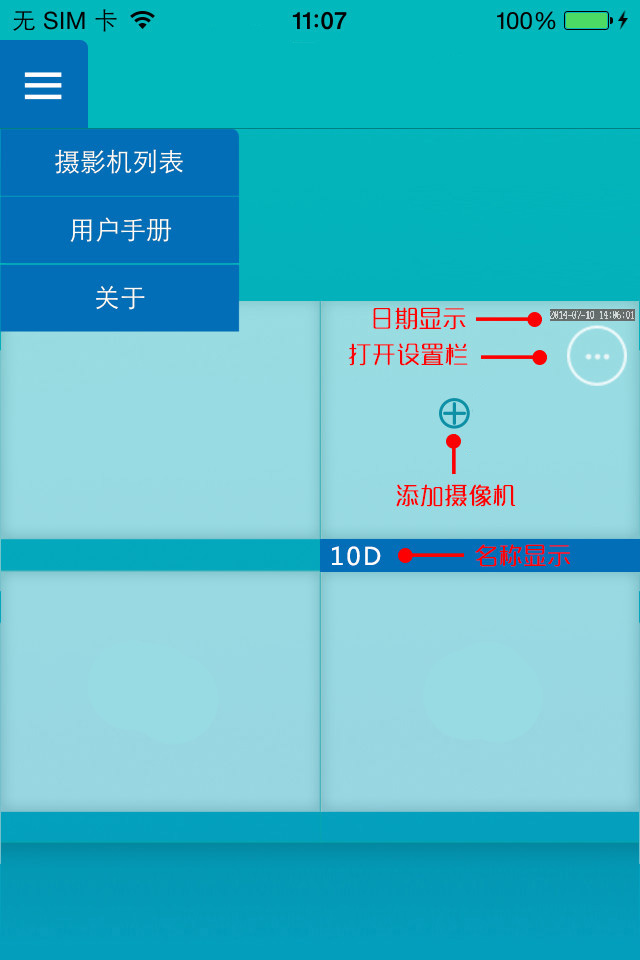 无 SIM 卡 11:07 100%
摄影机列表
用户手册
关于
日期显示 2014-07-10 14:06:01
打开设置栏
添加摄像机
10D 名称显示